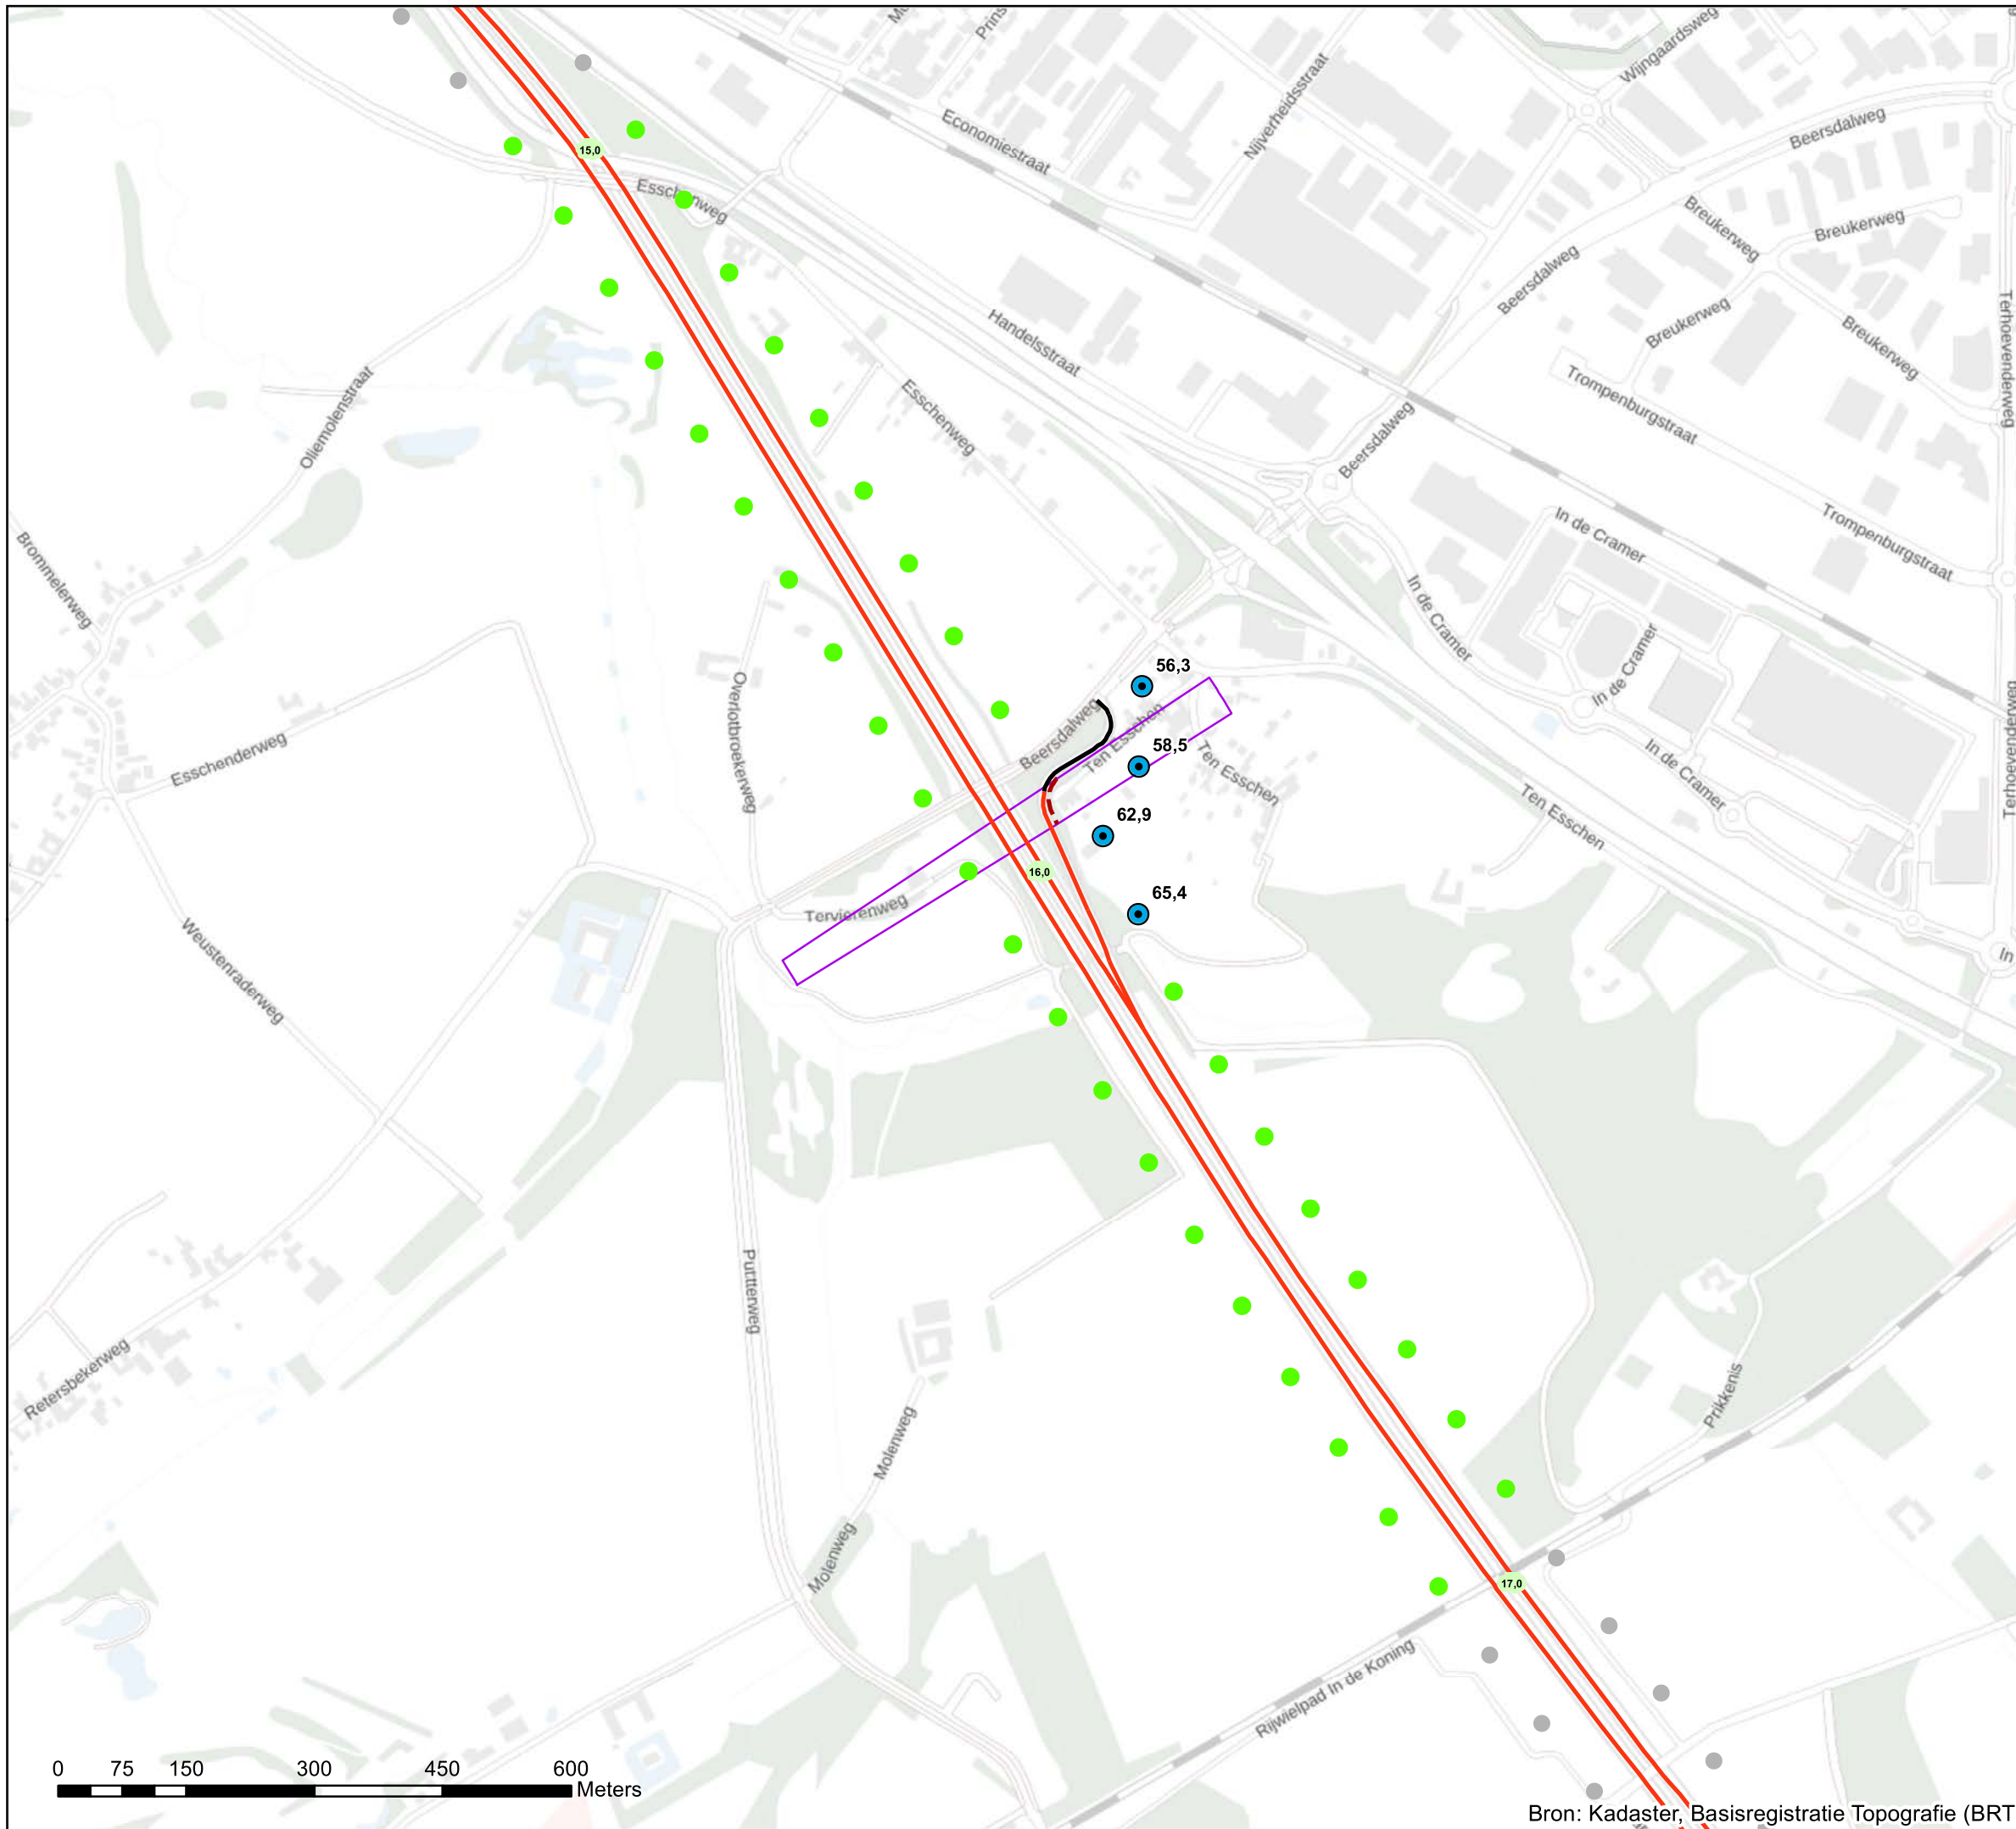 Prins
Wijngaardsweg
Economiestraat
Nijverheidsstraat
Beersdalweg
15,0
Esschenweg
Breukerweg
Breukerweg
Beersdalweg
Terhoevenderweg
Breukerweg
Breukerweg
Handelsstraat
Oliemolenstraat
Esschenweg
Trompenburgstraat
Beersdalweg
Brommelerweg
In de Cramer
Trompenburgstraat
In de Cramer
In de Cramer
56,3
Overlotbroekerweg
Beersdalweg
Ten Esschen
58,5
Ten Esschen
Esschenderweg
In de Cramer
Terhoevenderweg
62,9
Ten Esschen
16,0
65,4
Tervierenweg
Weustenraderweg
In
Puttterweg
Retersbekerweg
Prikkenis
Molenweg
Molenweg
17,0
Rijwielpad In de Koning
0 75 150 300 450 600
Meters
Bron: Kadaster, Basisregistratie Topografie (BRT